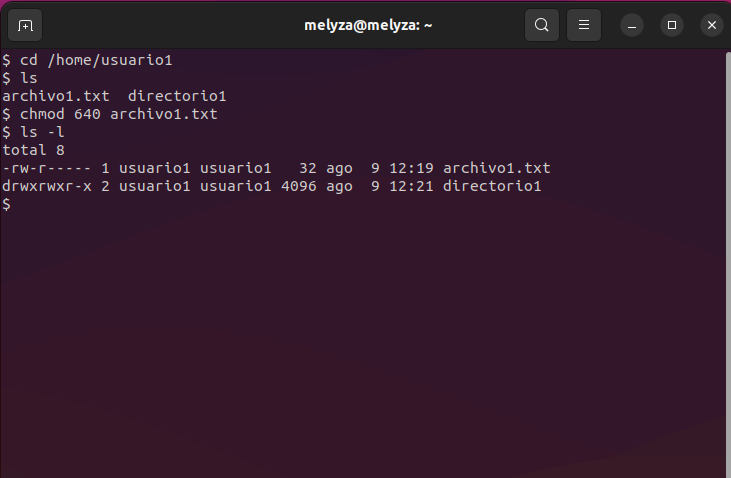 melyza@melyza: ~
$ cd /home/usuario1
$ ls
archivo1.txt  directorio1
$ chmod 640 archivo1.txt
$ ls -l
total 8
-rw-r----- 1 usuario1 usuario1   32 ago  9 12:19 archivo1.txt
drwxrwxr-x 2 usuario1 usuario1 4096 ago  9 12:21 directorio1
$